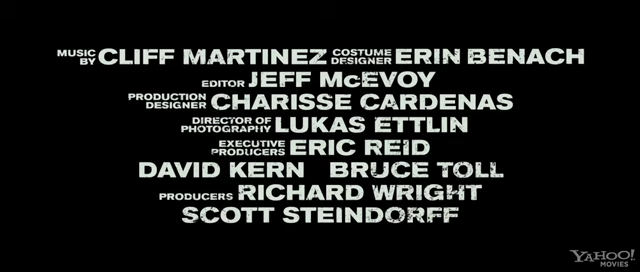 MUSIC BY CLIFF MARTINEZ COSTUME DESIGNER ERIN BENACH
EDITOR JEFF McEVOY
PRODUCTION DESIGNER CHARISSE CARDENAS
DIRECTOR OF PHOTOGRAPHY LUKAS ETTLIN
EXECUTIVE PRODUCERS ERIC REID
DAVID KERN BRUCE TOLL
PRODUCERS RICHARD WRIGHT
SCOTT STEINDORFF
YAHOO!
MOVIES